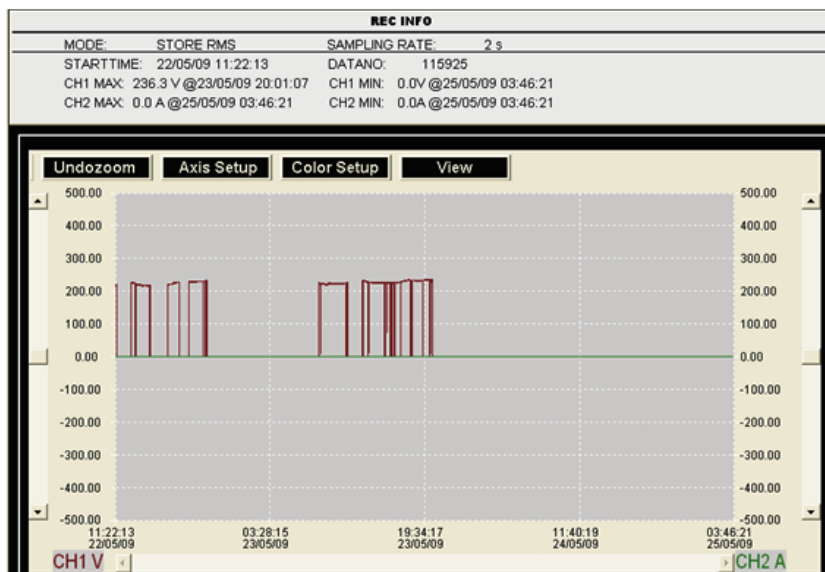 REC INFO
MODE: STORE RMS SAMPLING RATE: 2 s
STARTTIME: 22/05/09 11:22:13 DATANO: 115925
CH1 MAX: 236.3 V @23/05/09 20:01:07 CH1 MIN: 0.0V @25/05/09 03:46:21
CH2 MAX: 0.0 A @25/05/09 03:46:21 CH2 MIN: 0.0A @25/05/09 03:46:21
Undozoom Axis Setup Color Setup View
500.00 500.00
400.00 400.00
300.00 300.00
200.00 200.00
100.00 100.00
0.00 0.00
-100.00 -100.00
-200.00 -200.00
-300.00 -300.00
-400.00 -400.00
-500.00 -500.00
11:22:13 03:28:15 19:34:17 11:40:19 03:46:21
22/05/09 23/05/09 23/05/09 24/05/09 25/05/09
CH1 V CH2 A